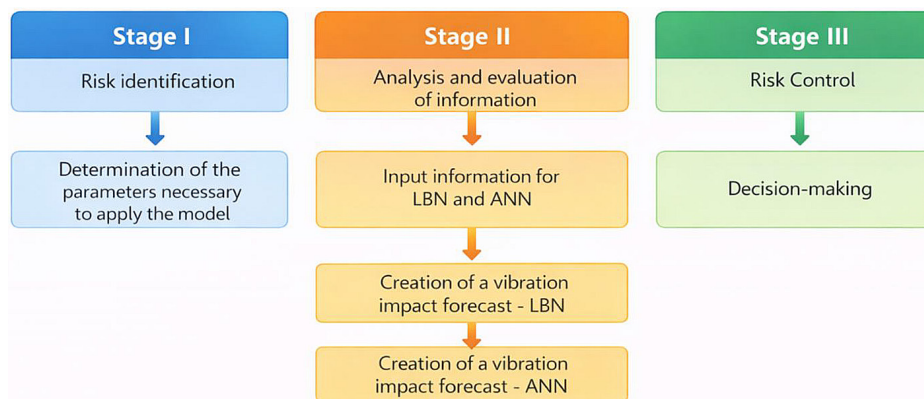 Stage I
Risk identification
Determination of the
parameters necessary
to apply the model
Stage II
Analysis and evaluation
of information
Input information for
LBN and ANN
Creation of a vibration
impact forecast - LBN
Creation of a vibration
impact forecast - ANN
Stage III
Risk Control
Decision-making